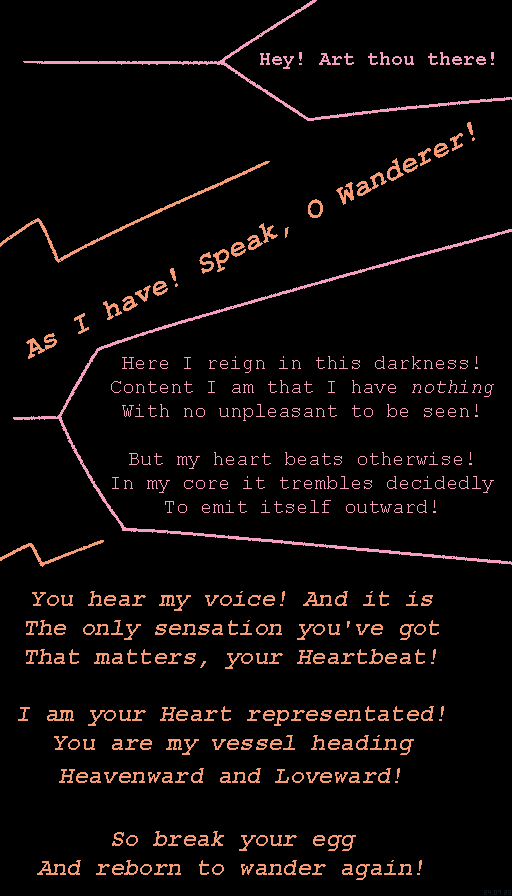 Hey! Art thou there!
As I have! Speak, O Wanderer!
Here I reign in this darkness!
Content I am that I have nothing
With no unpleasant to be seen!
But my heart beats otherwise!
In my core it trembles decidedly
To emit itself outward!
You hear my voice! And it is
The only sensation you've got
That matters, your Heartbeat!
I am your Heart representated!
You are my vessel heading
Heavenward and Loveward!
So break your egg
And reborn to wander again!